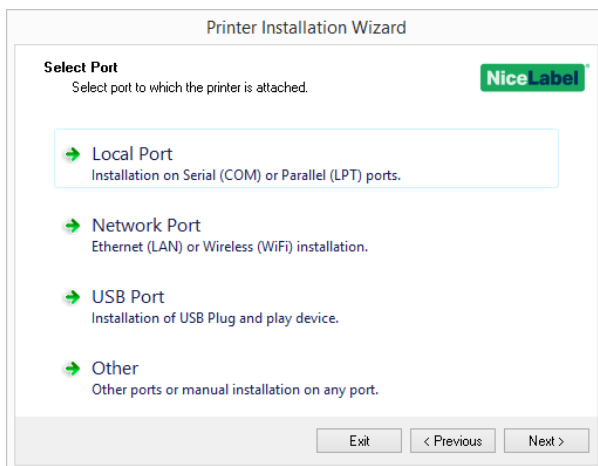 Printer Installation Wizard
Select Port
Select port to which the printer is attached.
NiceLabel
Local Port
Installation on Serial (COM) or Parallel (LPT) ports.
Network Port
Ethernet (LAN) or Wireless (WiFi) installation.
USB Port
Installation of USB Plug and play device.
Other
Other ports or manual installation on any port.
Exit < Previous Next >